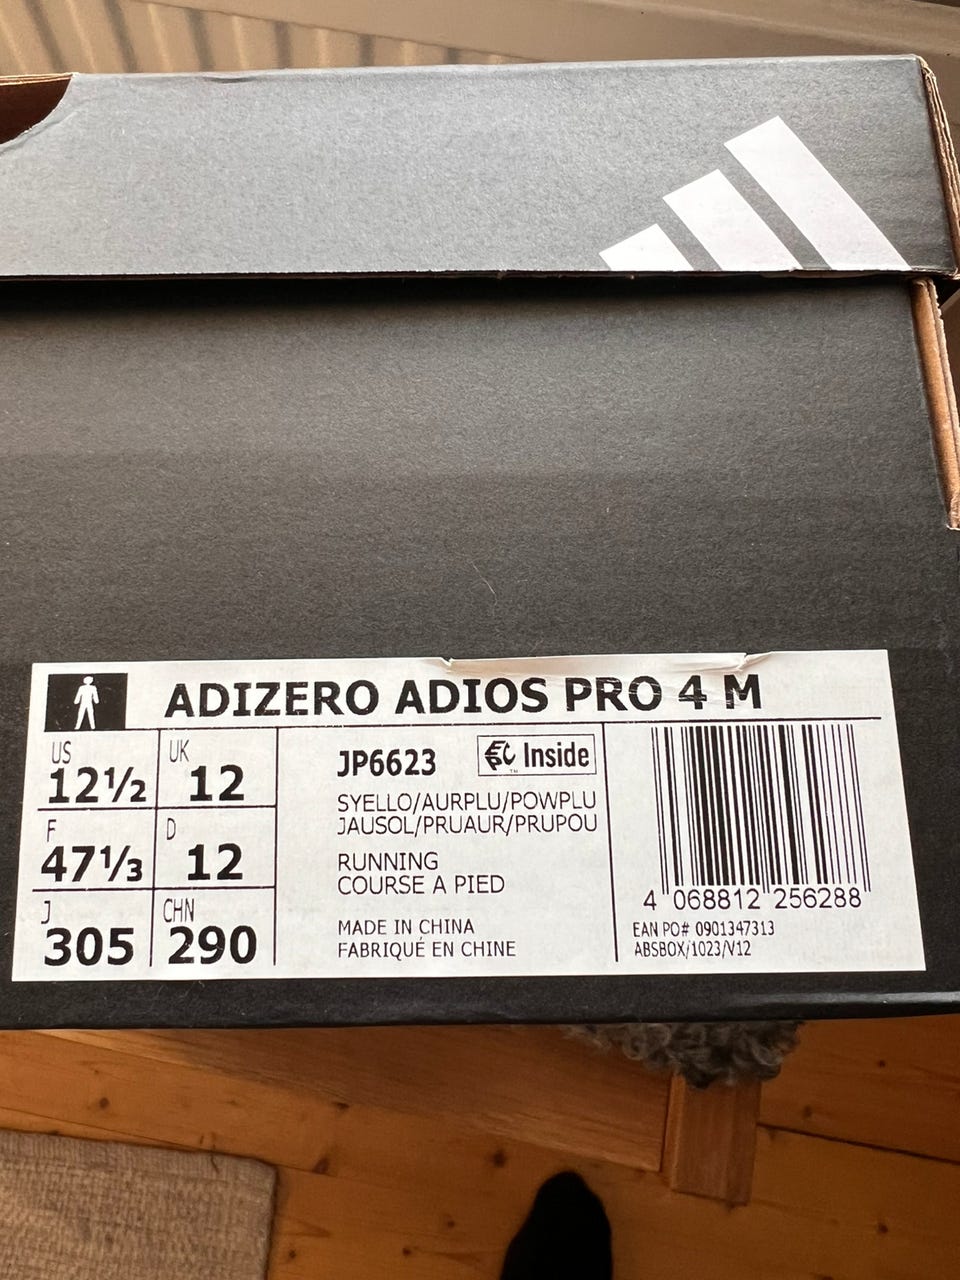 ADIZERO ADIOS PRO 4 M
US UK
12½ 12
F D
47⅓ 12
J CHN
305 290
JP6623 Inside
TM
SYELLO/AURPLU/POWPLU
JAUSOL/PRUAUR/PRUPOU
RUNNING
COURSE A PIED
MADE IN CHINA
FABRIQUÉ EN CHINE
4 068812 256288
EAN PO# 0901347313
ABSBOX/1023/V12